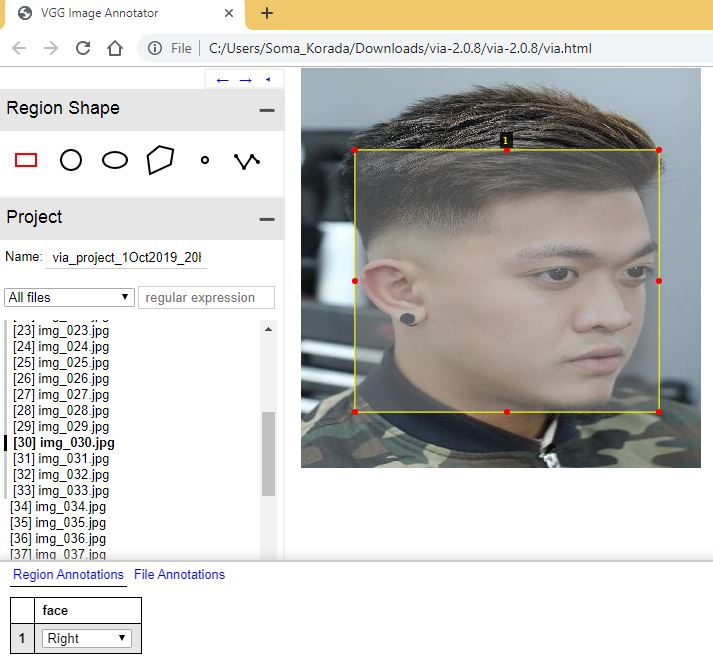 VGG Image Annotator
File
C:/Users/Soma_Korada/Downloads/via-2.0.8/via-2.0.8/via.html
Region Shape
Project
Name: via_project_1Oct2019_20
All files
regular expression
[23] img_023.jpg
[24] img_024.jpg
[25] img_025.jpg
[26] img_026.jpg
[27] img_027.jpg
[28] img_028.jpg
[29] img_029.jpg
[30] img_030.jpg
[31] img_031.jpg
[32] img_032.jpg
[33] img_033.jpg
[34] img_034.jpg
[35] img_035.jpg
[36] img_036.jpg
[37] img_037.jpg
1
Region Annotations File Annotations
face
1 Right